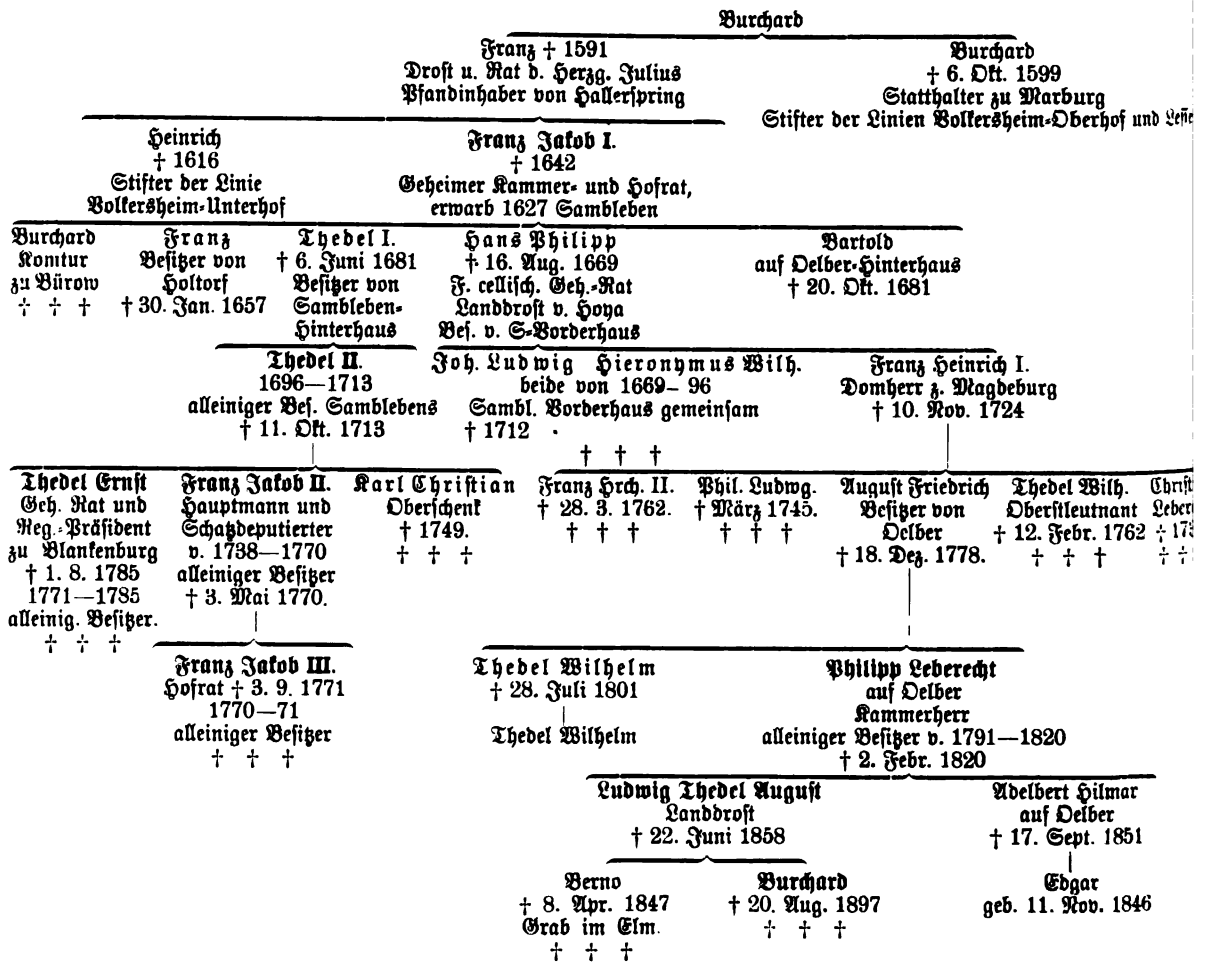 Burchard
Franz † 1591
Drost u. Rat d. Herzg. Julius
Pfandinhaber von Hallerspring
Burchard
† 6. Okt. 1599
Statthalter zu Marburg
Stifter der Linien Volkersheim-Oberhof und
Heinrich
† 1616
Stifter der Linie
Volkersheim-Unterhof
Franz Jakob I.
† 1642
Geheimer Kammer- und Hofrat,
erwarb 1627 Sambleben
Burchard
Komtur
zu Bürow
† † †
Franz
Besitzer von
Holtorf
† 30. Jan. 1657
Thedel I.
† 6. Juni 1681
Besitzer von
Sambleben-
Hinterhaus
Hans Philipp
† 16. Aug. 1669
F. cellisch. Geh.-Rat
Landdrost v. Hoya
Bes. v. S-Vorderhaus
Bartold
auf Oelber-Hinterhaus
† 20. Okt. 1681
Thedel II.
1696—1713
alleiniger Bes. Samblebens
† 11. Okt. 1713
Joh. Ludwig Hieronymus Wilh.
beide von 1669– 96
Sambl. Vorderhaus gemeinsam
† 1712
† † †
Franz Heinrich I.
Domherr z. Magdeburg
† 10. Nov. 1724
Thedel Ernst
Geh. Rat und
Reg.-Präsident
zu Blankenburg
† 1. 8. 1785
1771—1785
alleinig. Besitzer.
† † †
Franz Jakob II.
Hauptmann und
Schatzdeputierter
v. 1738—1770
alleiniger Besitzer
† 3. Mai 1770.
Karl Christian
Oberschenk
† 1749.
† † †
Franz Hrch. II.
† 28. 3. 1762.
† † †
Phil. Ludwg.
† März 1745.
† † †
August Friedrich
Besitzer von
Oelber
† 18. Dez. 1778.
Thedel Wilh.
Oberstleutnant
† 12. Febr. 1762
† † †
Christ
Leber
† 17
† †
Franz Jakob III.
Hofrat † 3. 9. 1771
1770—71
alleiniger Besitzer
† † †
Thedel Wilhelm
† 28. Juli 1801
Thedel Wilhelm
Philipp Leberecht
auf Oelber
Kammerherr
alleiniger Besitzer v. 1791—1820
† 2. Febr. 1820
Ludwig Thedel August
Landdrost
† 22. Juni 1858
Adelbert Hilmar
auf Oelber
† 17. Sept. 1851
Berno
† 8. Apr. 1847
Grab im Elm.
† † †
Burchard
† 20. Aug. 1897
† † †
Edgar
geb. 11. Nov. 1846